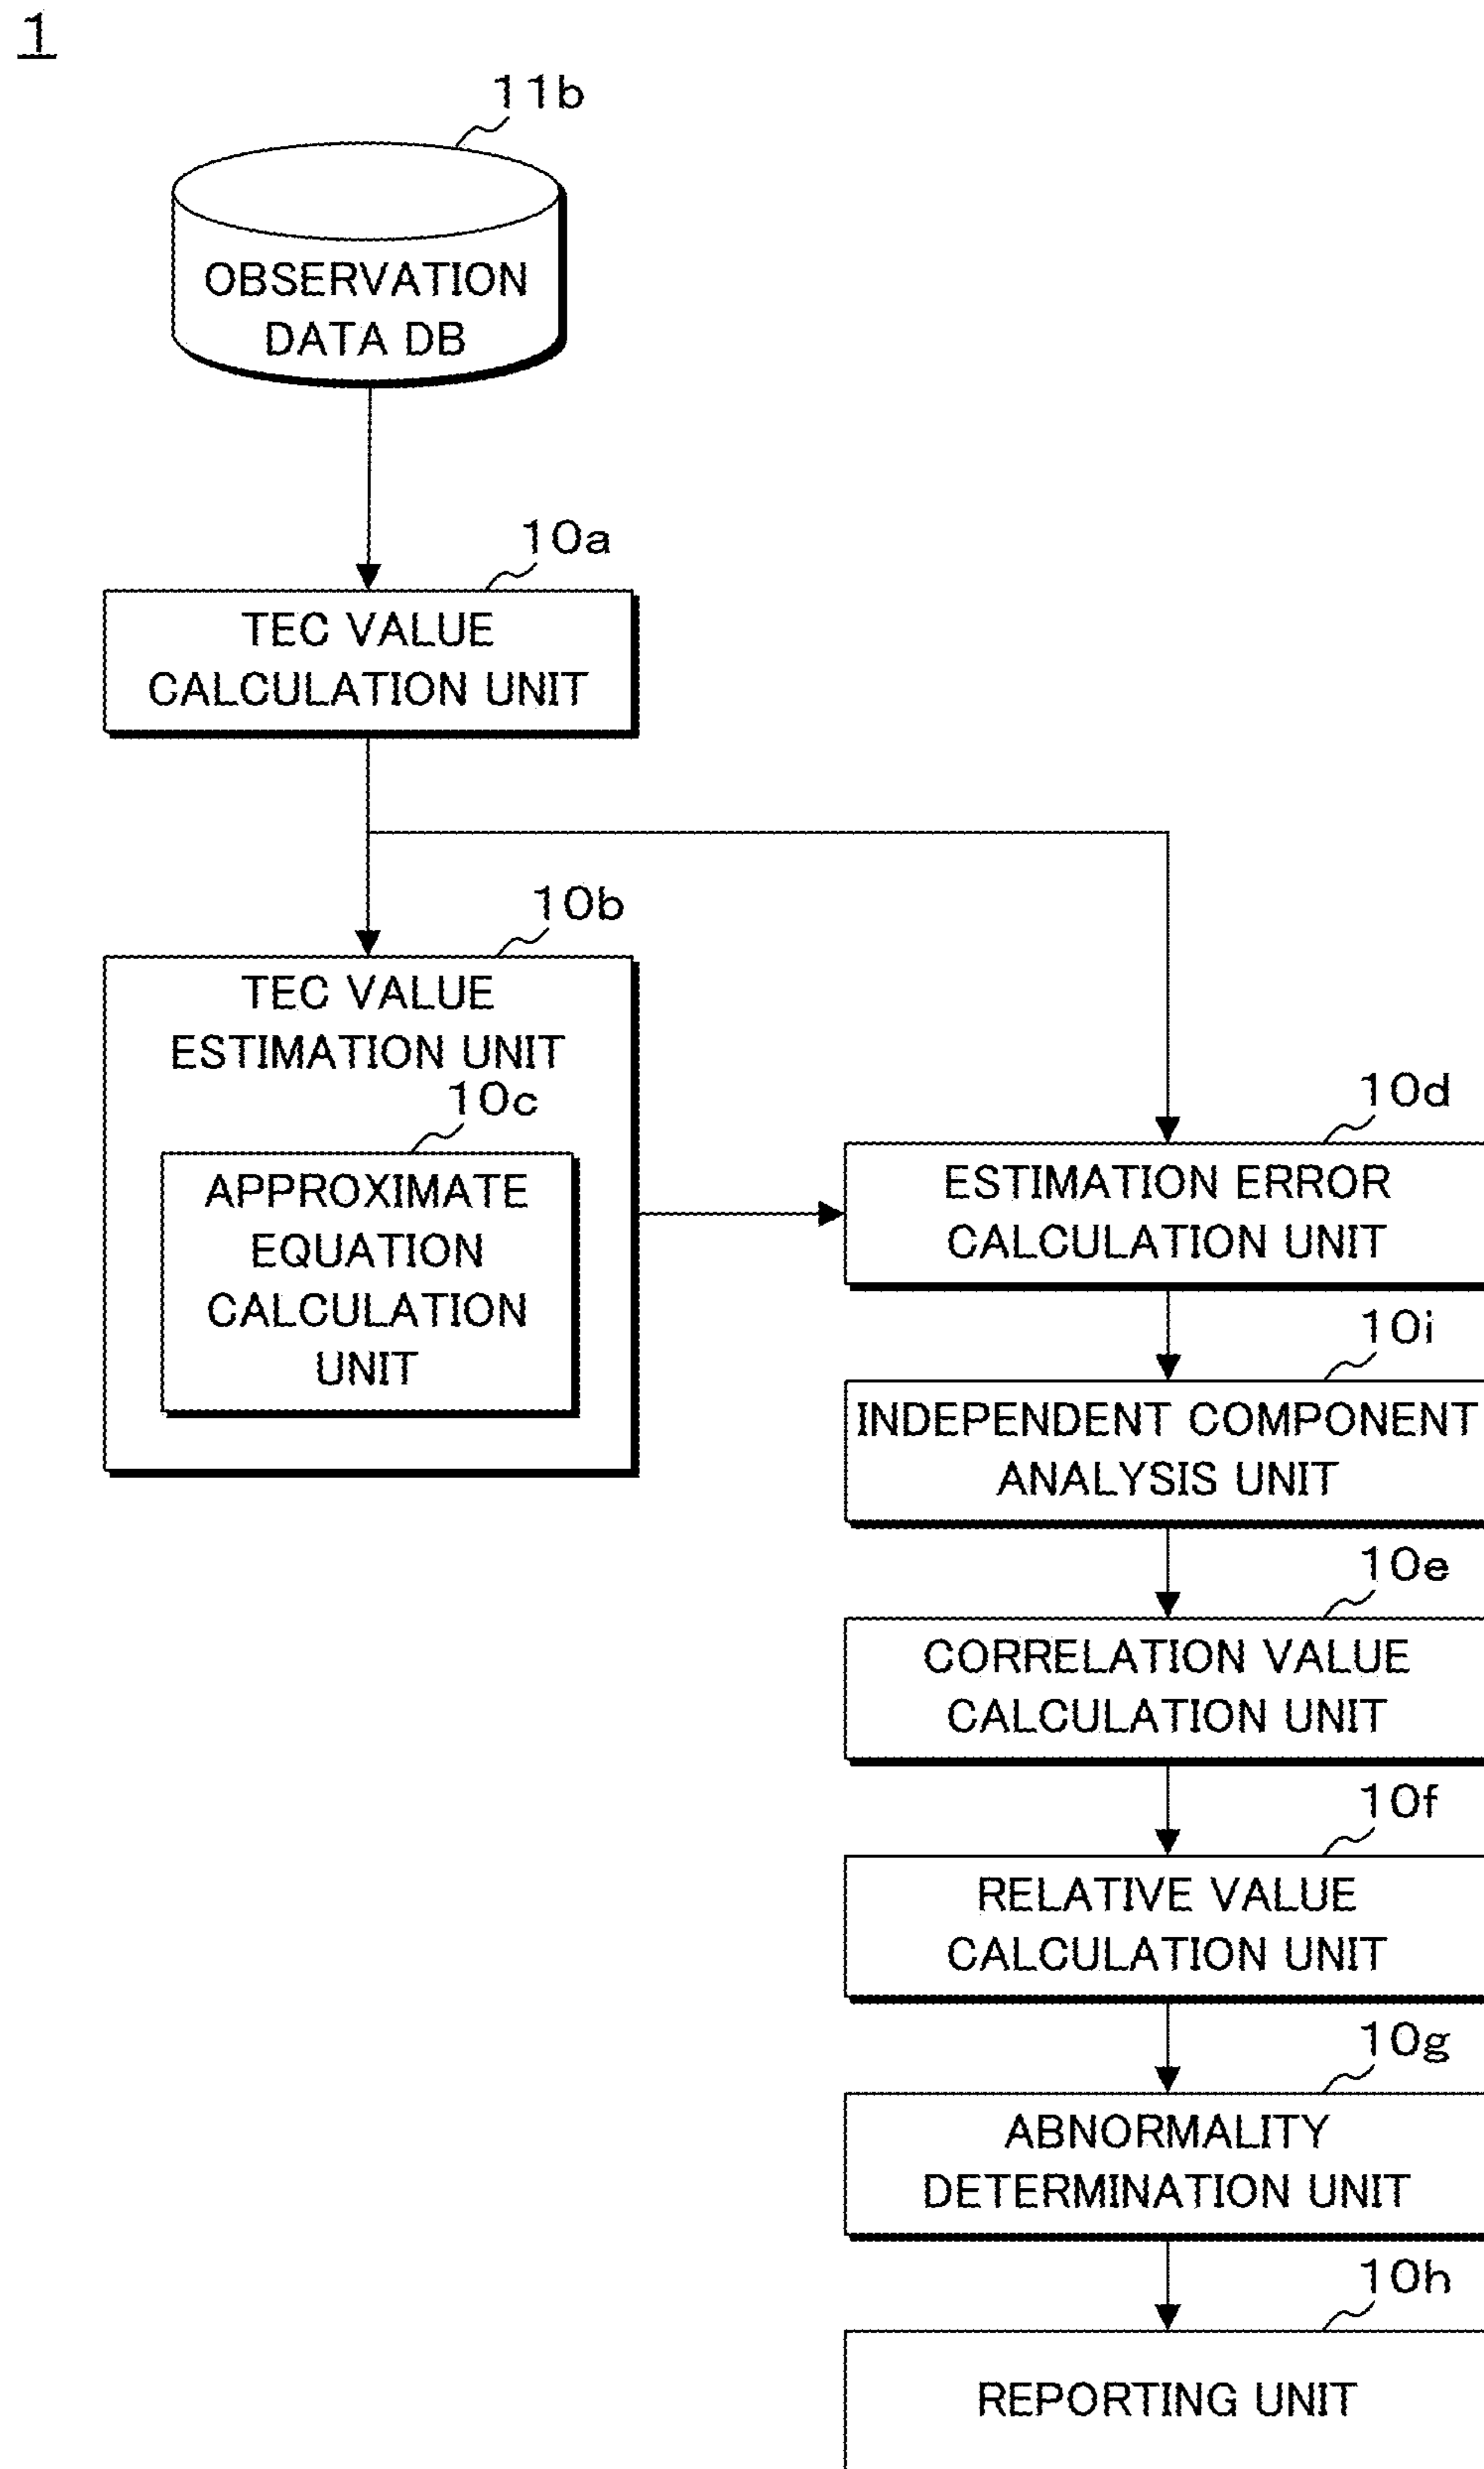 1
11b
OBSERVATION
DATA DB
10a
TEC VALUE
CALCULATION UNIT
10b
TEC VALUE
ESTIMATION UNIT
10c
APPROXIMATE
EQUATION
CALCULATION
UNIT
10d
ESTIMATION ERROR
CALCULATION UNIT
10i
INDEPENDENT COMPONENT
ANALYSIS UNIT
10e
CORRELATION VALUE
CALCULATION UNIT
10f
RELATIVE VALUE
CALCULATION UNIT
10g
ABNORMALITY
DETERMINATION UNIT
10h
REPORTING UNIT